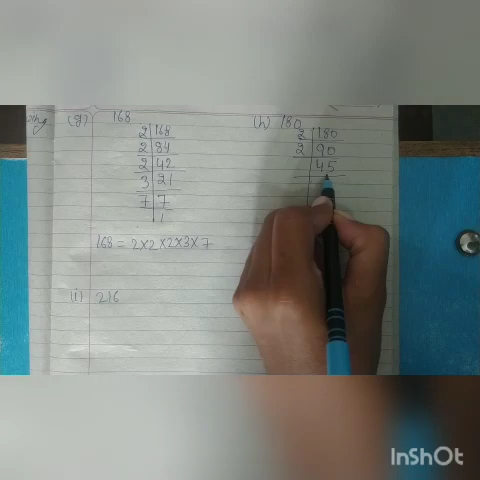 (g) 168
2 | 168
2 | 84
2 | 42
3 | 21
7 | 7
1
168 = 2×2×2×3×7
(h) 180
2 | 180
2 | 90
45
(i) 216
InShOt